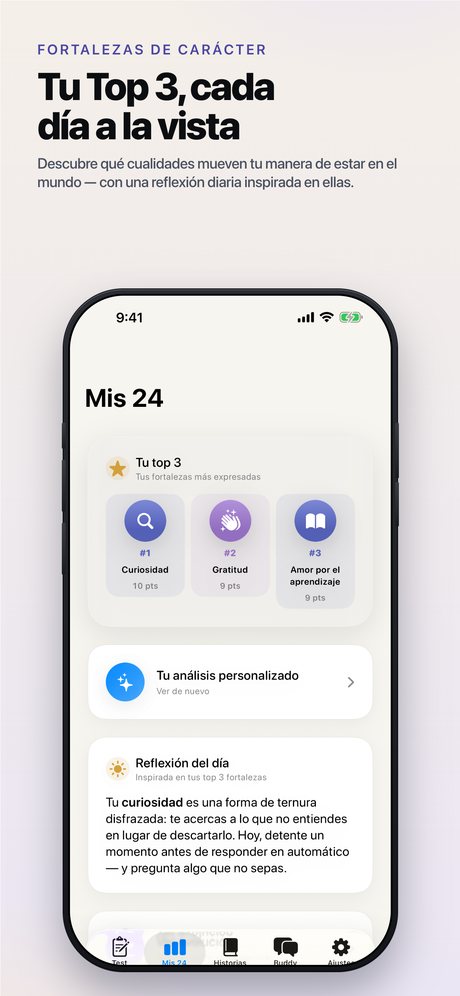 FORTALEZAS DE CARÁCTER
Tu Top 3, cada
día a la vista
Descubre qué cualidades mueven tu manera de estar en el
mundo — con una reflexión diaria inspirada en ellas.
9:41
Mis 24
Tu top 3
Tus fortalezas más expresadas
#1
Curiosidad
10 pts
#2
Gratitud
9 pts
#3
Amor por el
aprendizaje
9 pts
Tu análisis personalizado
Ver de nuevo
Reflexión del día
Inspirada en tus top 3 fortalezas
Tu curiosidad es una forma de ternura
disfrazada: te acercas a lo que no entiendes
en lugar de descartarlo. Hoy, detente un
momento antes de responder en automático
— y pregunta algo que no sepas.
Test
Mis 24
Historias
Buddy
Ajustes